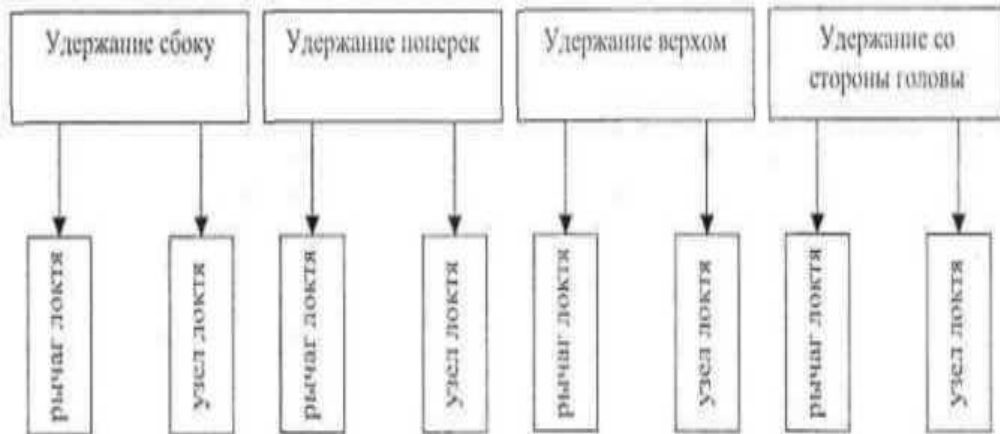 Удержание сбоку
Удержание поперек
Удержание верхом
Удержание со
стороны головы
рычаг локтя
узел локтя
рычаг локтя
узел локтя
рычаг локтя
узел локтя
рычаг локтя
узел локтя